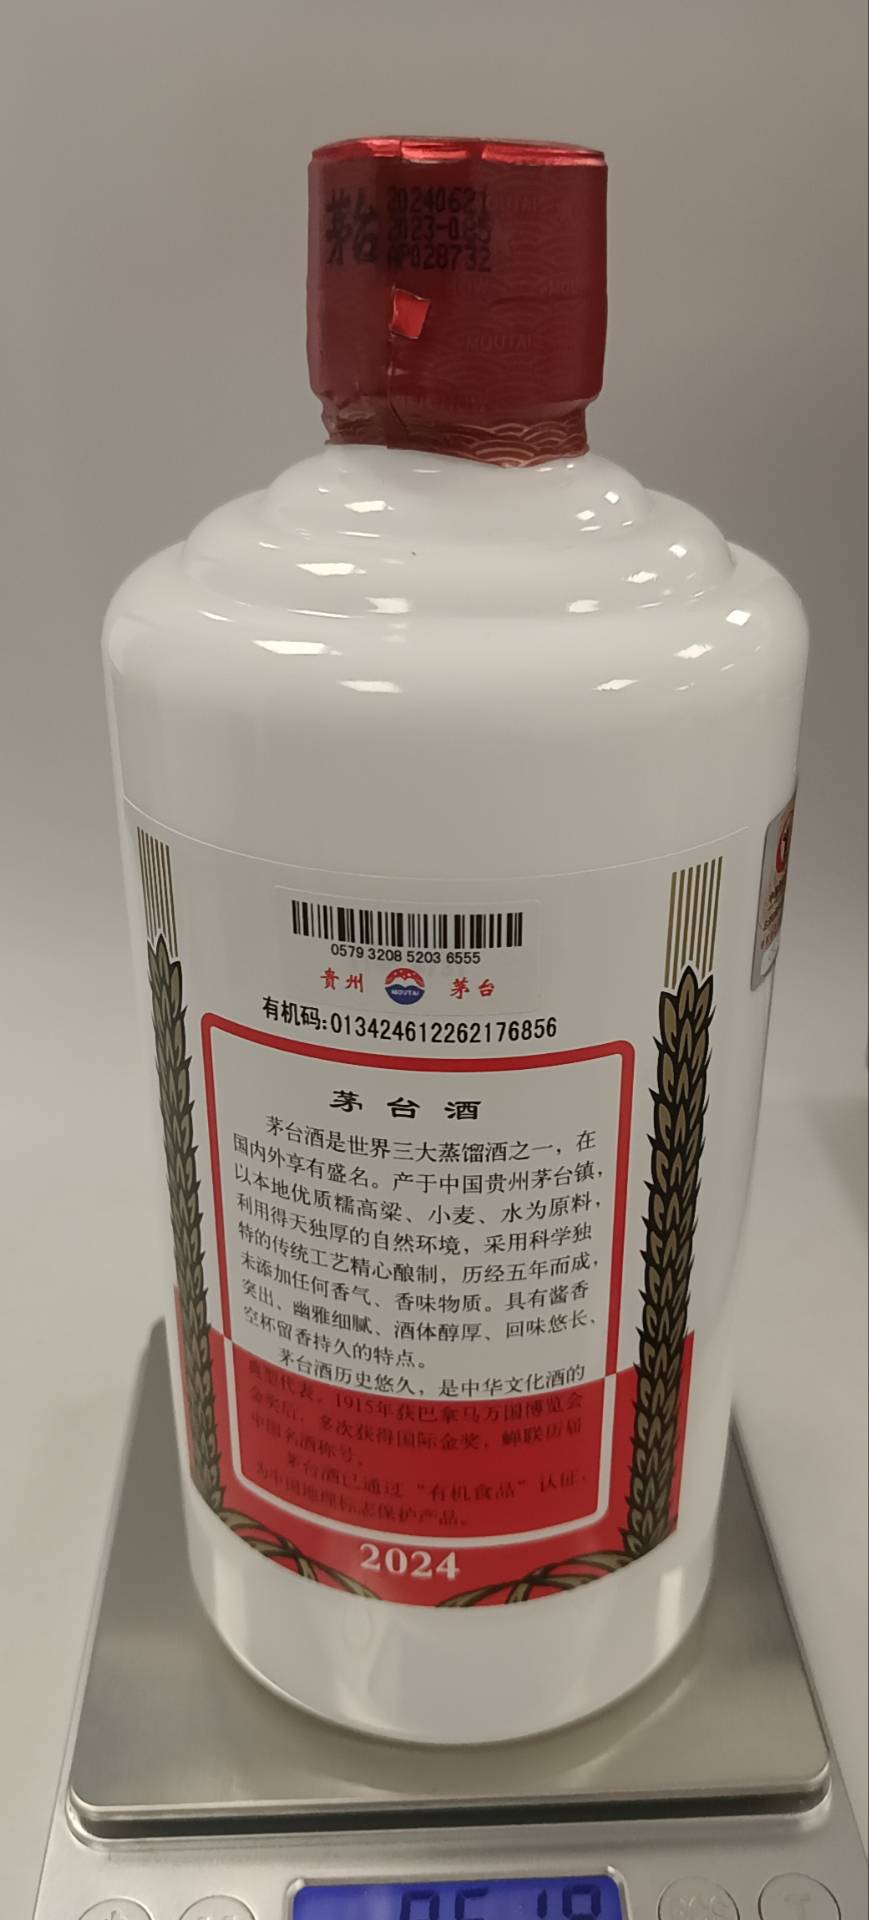 茅台
20240621
2023-085
028732
MOUTAI
0579 3208 5203 6555
贵州 MOUTAI 茅台
有机码:013424612262176856
茅台酒
茅台酒是世界三大蒸馏酒之一，在
国内外享有盛名。产于中国贵州茅台镇，
以本地优质糯高粱、小麦、水为原料，
利用得天独厚的自然环境，采用科学独
特的传统工艺精心酿制，历经五年而成，
未添加任何香气、香味物质。具有酱香
突出、幽雅细腻、酒体醇厚、回味悠长、
空杯留香持久的特点。
茅台酒历史悠久，是中华文化酒的
典型代表。1915年获巴拿马万国博览会
金奖后，多次获得国际金奖，蝉联历届
中国名酒称号。
茅台酒已通过“有机食品”认证，
为中国地理标志保护产品。
2024